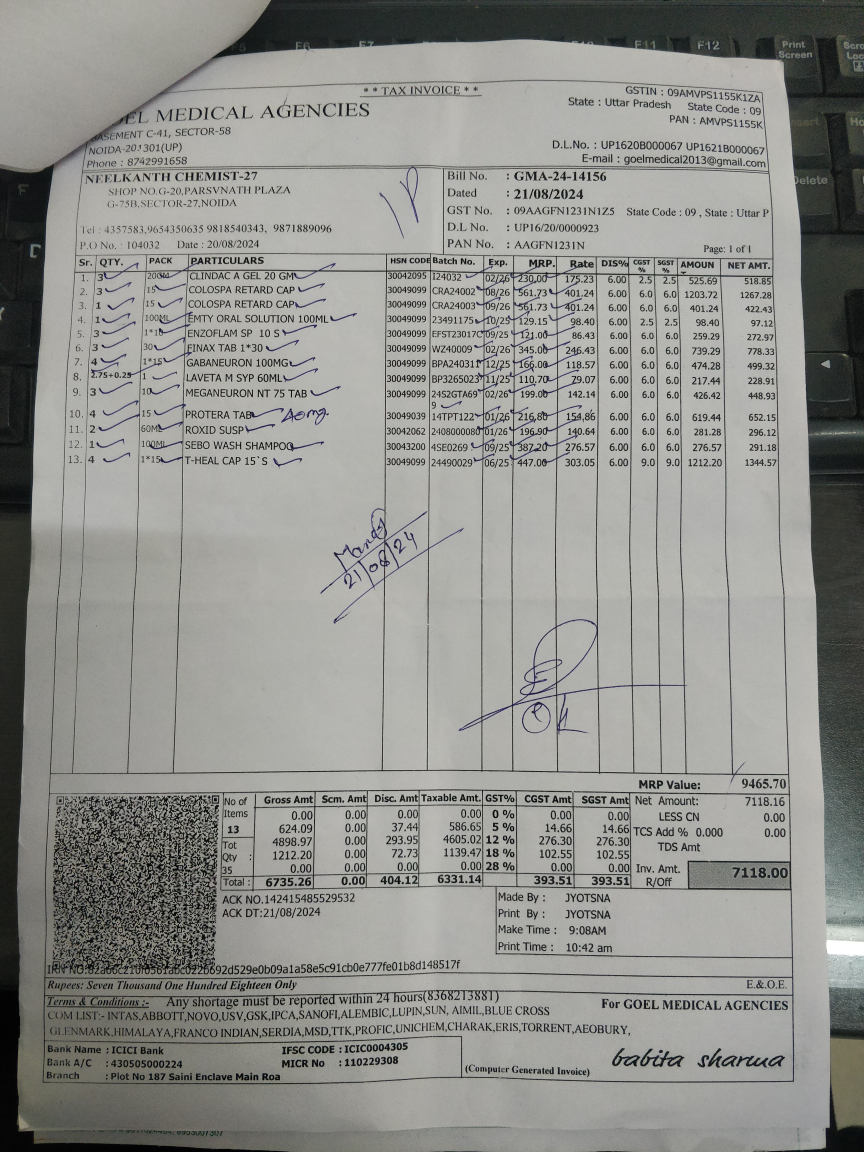 F6 F7 F11 F12 Print Screen
Delete
* * TAX INVOICE * *
GSTIN : 09AMVPS1155K1ZA
State : Uttar Pradesh State Code : 09
PAN : AMVPS1155K
MEDICAL AGENCIES
BASEMENT C-41, SECTOR-58
NOIDA-201301(UP)
Phone : 8742991658
D.L.No. : UP1620B000067 UP1621B000067
E-mail : goelmedical2013@gmail.com
NEELKANTH CHEMIST-27
SHOP NO.G-20,PARSVNATH PLAZA
G-75B,SECTOR-27,NOIDA
Tel : 4357583,9654350635 9818540343, 9871889096
P.O No. : 104032 Date : 20/08/2024
Bill No. : GMA-24-14156
Dated : 21/08/2024
GST No. : 09AAGFN1231N1Z5 State Code : 09 , State : Uttar P
D.L No. : UP16/20/0000923
PAN No. : AAGFN1231N
Page: 1 of 1
Sr. QTY. PACK PARTICULARS HSN CODE Batch No. Exp. MRP. Rate DIS% CGST % SGST % AMOUN NET AMT.
1. 3 20GM CLINDAC A GEL 20 GM 30042095 I24032 02/26 230.00 175.23 6.00 2.5 2.5 525.69 518.85
2. 3 15 COLOSPA RETARD CAP 30049099 CRA24002 08/26 561.73 401.24 6.00 6.0 6.0 1203.72 1267.28
3. 1 15 COLOSPA RETARD CAP 30049099 CRA24003 09/26 561.73 401.24 6.00 6.0 6.0 401.24 422.43
4. 1 100ML EMTY ORAL SOLUTION 100ML 30049099 23491175 10/25 129.15 98.40 6.00 2.5 2.5 98.40 97.12
5. 3 1*10 ENZOFLAM SP 10 S 30049099 EFST23017C 09/25 121.00 86.43 6.00 6.0 6.0 259.29 272.97
6. 3 30 FINAX TAB 1*30 30049099 WZ40009 02/26 345.00 246.43 6.00 6.0 6.0 739.29 778.33
7. 4 1*15 GABANEURON 100MG 30049099 BPA24031 12/25 166.00 118.57 6.00 6.0 6.0 474.28 499.32
8. 2.75+0.25 1 LAVETA M SYP 60ML 30049099 BP3265023 11/25 110.70 79.07 6.00 6.0 6.0 217.44 228.91
9. 3 10 MEGANEURON NT 75 TAB 30049099 24S2GTA69 02/26 199.00 142.14 6.00 6.0 6.0 426.42 448.93
9
10. 4 15 PROTERA TAB 40mg 30049039 14TPT122 01/26 216.80 154.86 6.00 6.0 6.0 619.44 652.15
11. 2 60ML ROXID SUSP 30042062 2408000080 01/26 196.90 140.64 6.00 6.0 6.0 281.28 296.12
12. 1 100ML SEBO WASH SHAMPOO 30043200 4SE0269 09/25 387.20 276.57 6.00 6.0 6.0 276.57 291.18
13. 4 1*15 T-HEAL CAP 15`S 30049099 24490029 06/25 447.00 303.05 6.00 9.0 9.0 1212.20 1344.57
21/08/24
MRP Value: 9465.70
No of Items 13 Tot Qty : 35
Gross Amt Scm. Amt Disc. Amt Taxable Amt. GST% CGST Amt SGST Amt
0.00 0.00 0.00 0.00 0 % 0.00 0.00
624.09 0.00 37.44 586.65 5 % 14.66 14.66
4898.97 0.00 293.95 4605.02 12 % 276.30 276.30
1212.20 0.00 72.73 1139.47 18 % 102.55 102.55
0.00 0.00 0.00 0.00 28 % 0.00 0.00
Total : 6735.26 0.00 404.12 6331.14 393.51 393.51
Net Amount: 7118.16
LESS CN 0.00
TCS Add % 0.000 0.00
TDS Amt
Inv. Amt. R/Off 7118.00
ACK NO.142415485529532
ACK DT:21/08/2024
Made By : JYOTSNA
Print By : JYOTSNA
Make Time : 9:08AM
Print Time : 10:42 am
Rupees: Seven Thousand One Hundred Eighteen Only
E.&O.E.
Terms & Conditions :- Any shortage must be reported within 24 hours(8368213881)
COM LIST:- INTAS,ABBOTT,NOVO,USV,GSK,IPCA,SANOFI,ALEMBIC,LUPIN,SUN, AIMIL,BLUE CROSS
GLENMARK,HIMALAYA,FRANCO INDIAN,SERDIA,MSD,TTK,PROFIC,UNICHEM,CHARAK,ERIS,TORRENT,AEOBURY,
For GOEL MEDICAL AGENCIES
Bank Name : ICICI Bank IFSC CODE : ICIC0004305
Bank A/C : 430505000224 MICR No : 110229308
Branch : Plot No 187 Saini Enclave Main Roa
(Computer Generated Invoice)
babita sharma